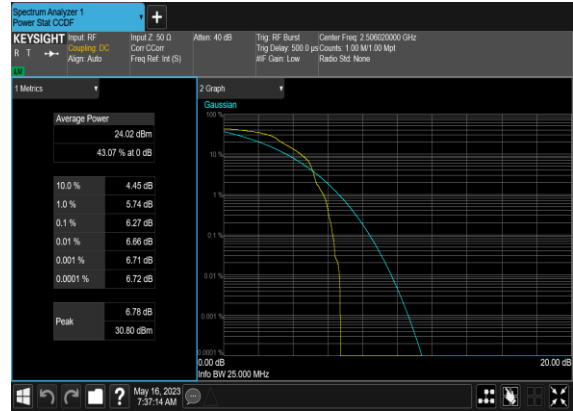 Spectrum Analyzer 1
Power Stat CCDF
KEYSIGHT
R T
LM
Input: RF
Coupling: DC
Align: Auto
Input Z: 50 Ω
Corr CCorr
Freq Ref: Int (S)
Atten: 40 dB
Trig: RF Burst
Trig Delay: 500.0 µs
#IF Gain: Low
Center Freq: 2.506020000 GHz
Counts: 1.00 M/1.00 Mpt
Radio Std: None
1 Metrics
Average Power
24.02 dBm
43.07 % at 0 dB
10.0 % 4.45 dB
1.0 % 5.74 dB
0.1 % 6.27 dB
0.01 % 6.66 dB
0.001 % 6.71 dB
0.0001 % 6.72 dB
Peak
6.78 dB
30.80 dBm
2 Graph
Gaussian
100 %
10 %
1 %
0.1 %
0.01 %
0.001 %
0.0001 %
0.00 dB
20.00 dB
Info BW 25.000 MHz
?
May 16, 2023
7:37:14 AM